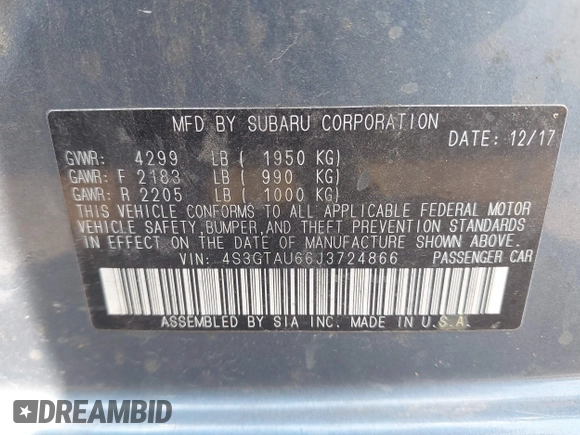 MFD BY SUBARU CORPORATION
DATE: 12/17
GVWR: 4299 LB ( 1950 KG)
GAWR: F 2183 LB ( 990 KG)
GAWR: R 2205 LB ( 1000 KG)
THIS VEHICLE CONFORMS TO ALL APPLICABLE FEDERAL MOTOR
VEHICLE SAFETY, BUMPER, AND THEFT PREVENTION STANDARDS
IN EFFECT ON THE DATE OF MANUFACTURE SHOWN ABOVE.
VIN: 4S3GTAU66J3724866 PASSENGER CAR
ASSEMBLED BY SIA INC. MADE IN U.S.A.
DREAMBID